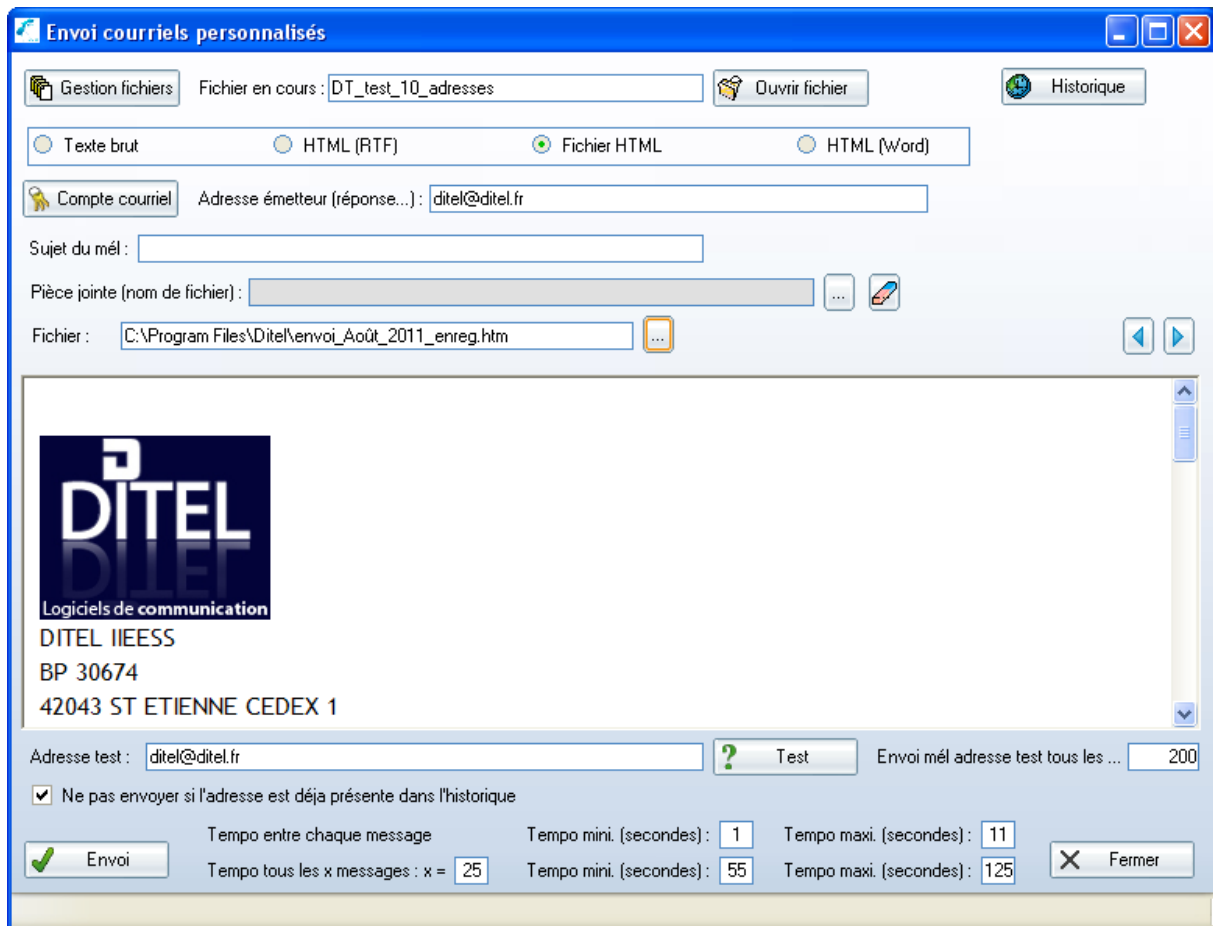 Envoi courriels personnalisés
Gestion fichiers Fichier en cours : DT_test_10_adresses Ouvrir fichier Historique
Texte brut HTML (RTF) Fichier HTML HTML (Word)
Compte courriel Adresse émetteur (réponse...) : ditel@ditel.fr
Sujet du mél :
Pièce jointe (nom de fichier) : ...
Fichier : C:\Program Files\Ditel\envoi_Août_2011_enreg.htm ...
DITEL
Logiciels de communication
DITEL IIEESS
BP 30674
42043 ST ETIENNE CEDEX 1
Adresse test : ditel@ditel.fr ? Test Envoi mél adresse test tous les ... 200
Ne pas envoyer si l'adresse est déja présente dans l'historique
Tempo entre chaque message Tempo mini. (secondes) : 1 Tempo maxi. (secondes) : 11
Envoi Fermer
Tempo tous les x messages : x = 25 Tempo mini. (secondes) : 55 Tempo maxi. (secondes) : 125